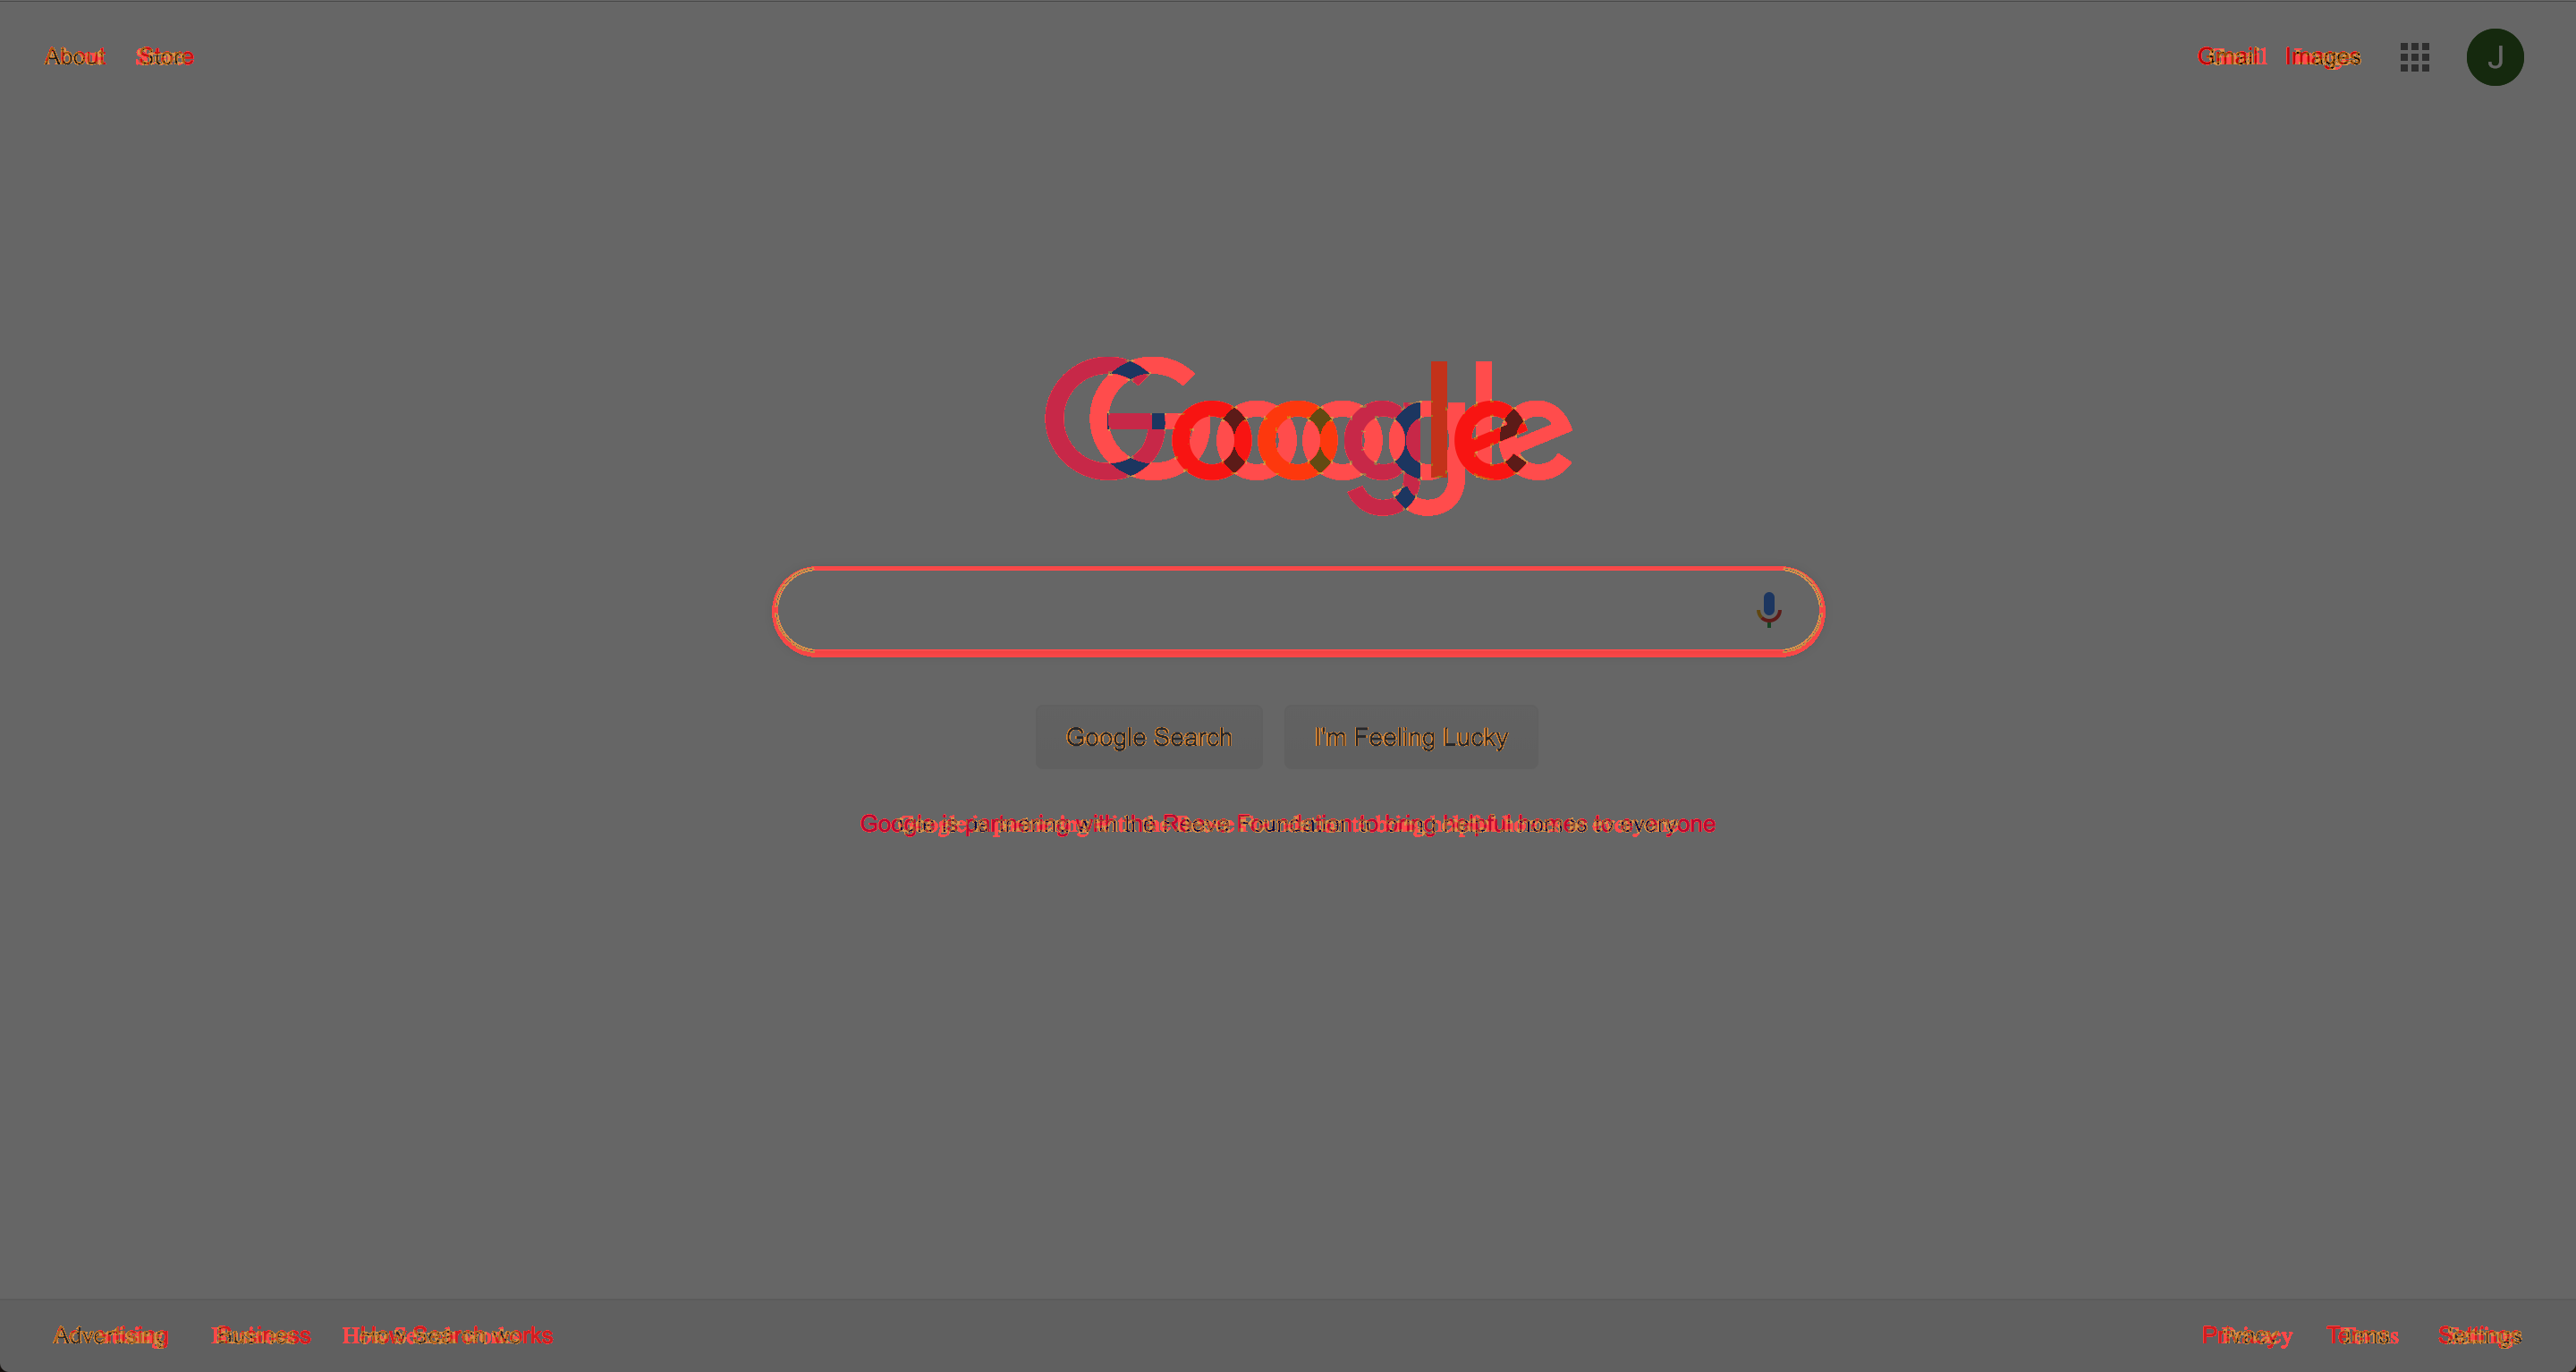 About Store Gmail Images J
Google
Google Search I'm Feeling Lucky
Google is partnering with the Reeve Foundation to bring helpful homes to everyone
Advertising Business How Search works Privacy Terms Settings